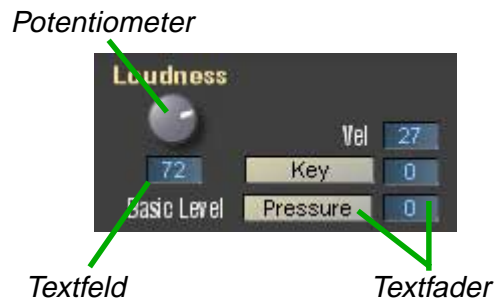 Potentiometer
Loudness
Vel 27
72 Key 0
Basic Level Pressure 0
Textfeld Textfader